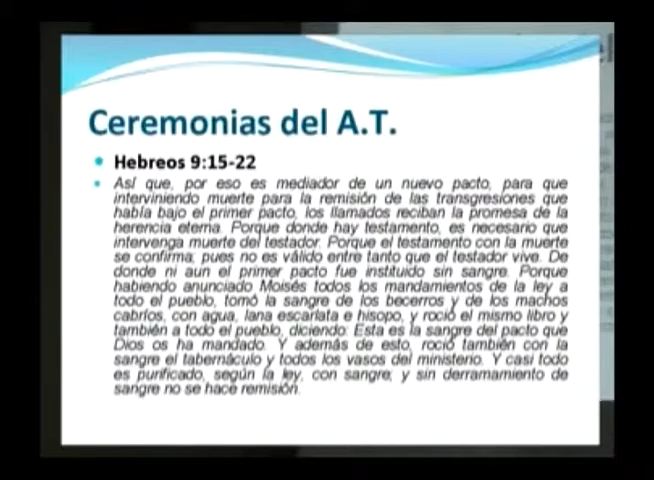 Ceremonias del A.T.
Hebreos 9:15-22
Así que, por eso es mediador de un nuevo pacto, para que
interviniendo muerte para la remisión de las transgresiones que
había bajo el primer pacto, los llamados reciban la promesa de la
herencia eterna. Porque donde hay testamento, es necesario que
intervenga muerte del testador. Porque el testamento con la muerte
se confirma; pues no es válido entre tanto que el testador vive. De
donde ni aun el primer pacto fue instituido sin sangre. Porque
habiendo anunciado Moisés todos los mandamientos de la ley a
todo el pueblo, tomó la sangre de los becerros y de los machos
cabríos, con agua, lana escarlata e hisopo, y roció el mismo libro y
también a todo el pueblo, diciendo: Esta es la sangre del pacto que
Dios os ha mandado. Y además de esto, roció también con la
sangre el tabernáculo y todos los vasos del ministerio. Y casi todo
es purificado, según la ley, con sangre; y sin derramamiento de
sangre no se hace remisión.